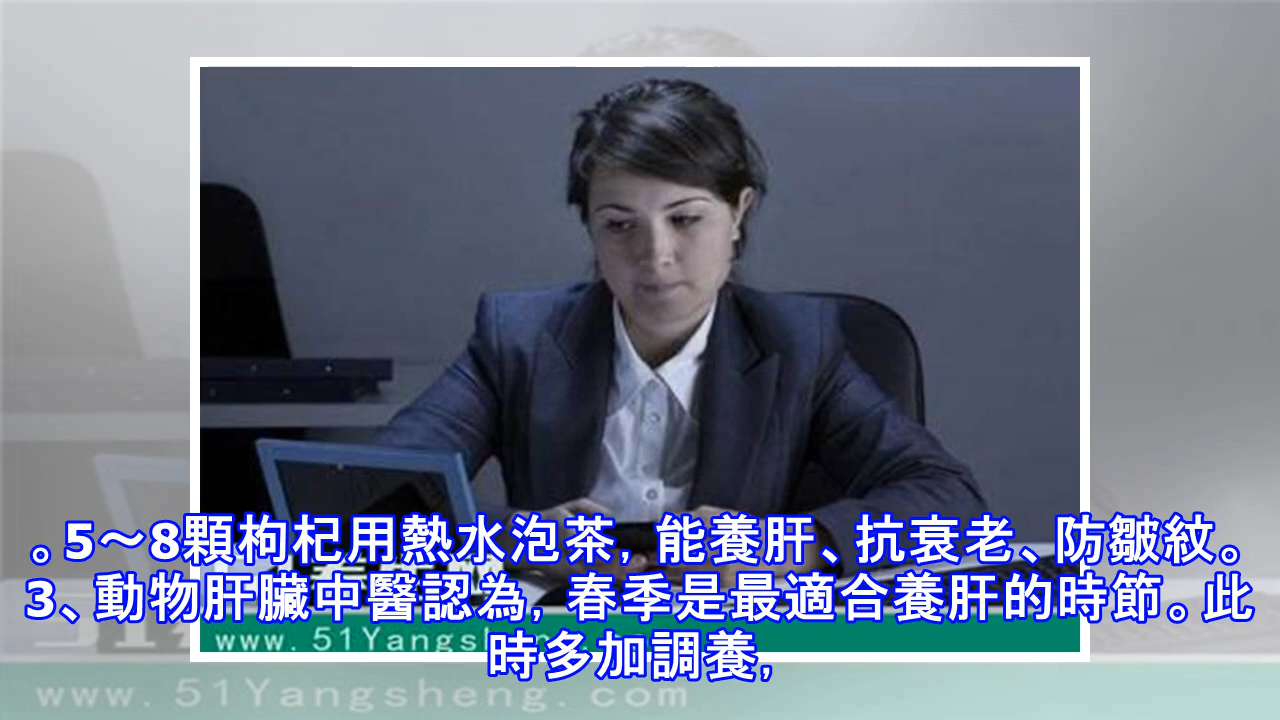 。5～8顆枸杞用熱水泡茶, 能養肝、抗衰老、防皺紋。
3、動物肝臟中醫認為, 春季是最適合養肝的時節。此
時多加調養,
www.51Yangsheng.com